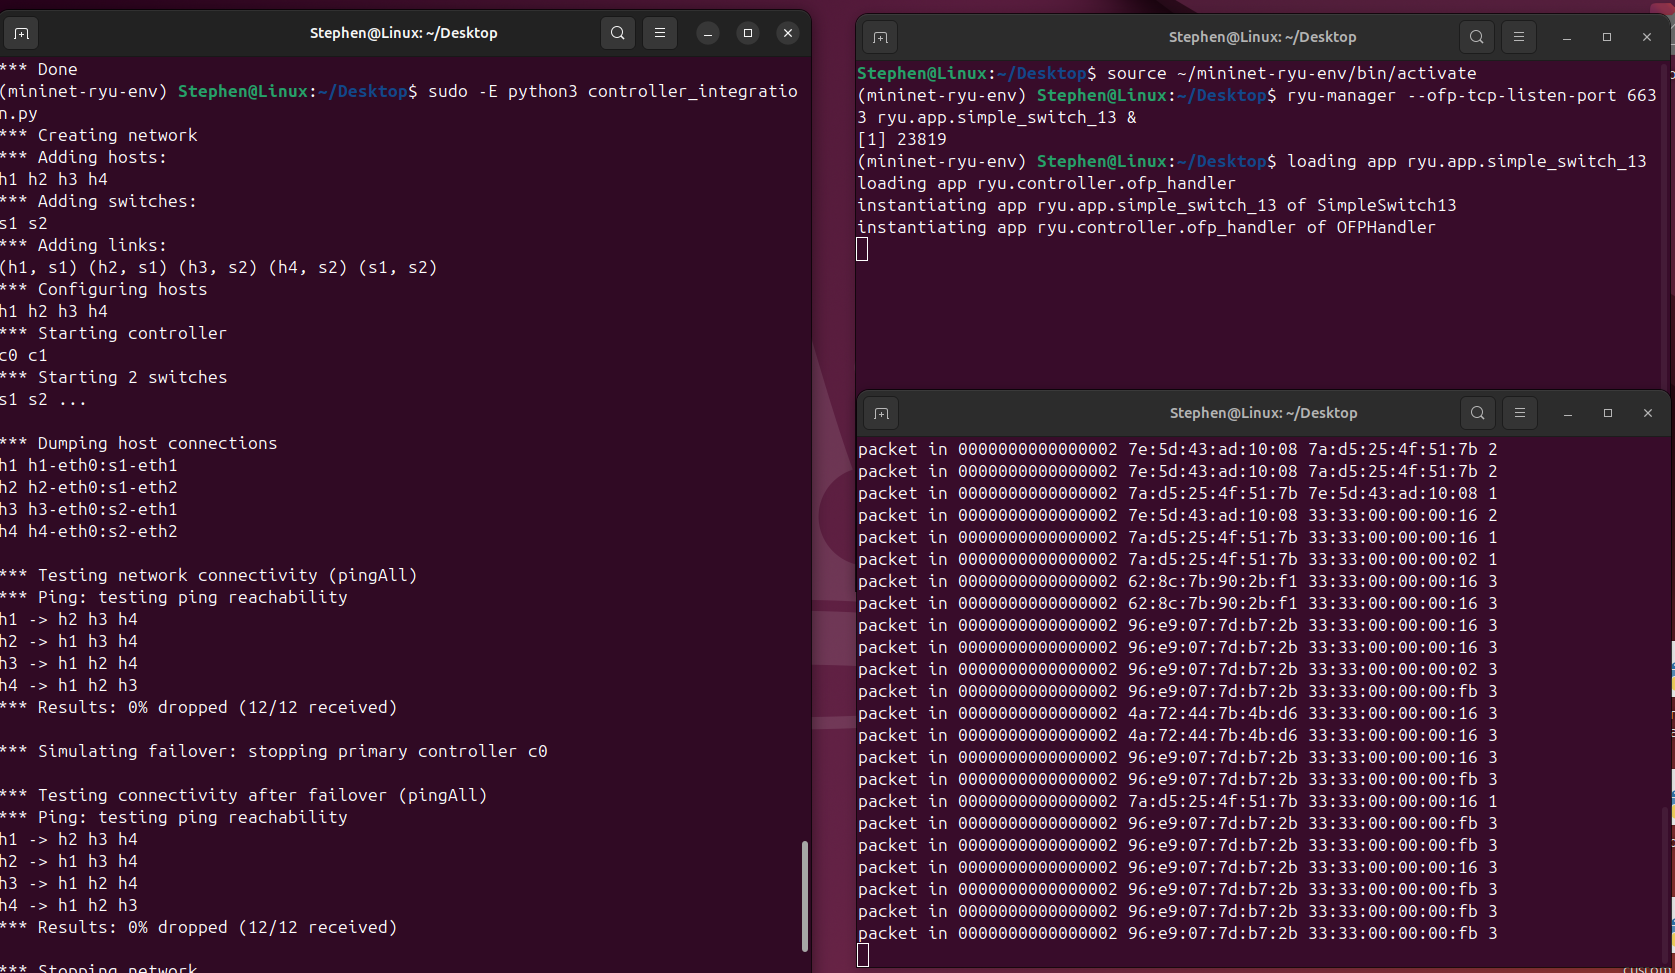 Stephen@Linux: ~/Desktop
*** Done
(mininet-ryu-env) Stephen@Linux:~/Desktop$ sudo -E python3 controller_integratio
n.py
*** Creating network
*** Adding hosts:
h1 h2 h3 h4
*** Adding switches:
s1 s2
*** Adding links:
(h1, s1) (h2, s1) (h3, s2) (h4, s2) (s1, s2)
*** Configuring hosts
h1 h2 h3 h4
*** Starting controller
c0 c1
*** Starting 2 switches
s1 s2 ...
*** Dumping host connections
h1 h1-eth0:s1-eth1
h2 h2-eth0:s1-eth2
h3 h3-eth0:s2-eth1
h4 h4-eth0:s2-eth2
*** Testing network connectivity (pingAll)
*** Ping: testing ping reachability
h1 -> h2 h3 h4
h2 -> h1 h3 h4
h3 -> h1 h2 h4
h4 -> h1 h2 h3
*** Results: 0% dropped (12/12 received)
*** Simulating failover: stopping primary controller c0
*** Testing connectivity after failover (pingAll)
*** Ping: testing ping reachability
h1 -> h2 h3 h4
h2 -> h1 h3 h4
h3 -> h1 h2 h4
h4 -> h1 h2 h3
*** Results: 0% dropped (12/12 received)
*** Stopping network
Stephen@Linux: ~/Desktop
Stephen@Linux:~/Desktop$ source ~/mininet-ryu-env/bin/activate
(mininet-ryu-env) Stephen@Linux:~/Desktop$ ryu-manager --ofp-tcp-listen-port 663
3 ryu.app.simple_switch_13 &
[1] 23819
(mininet-ryu-env) Stephen@Linux:~/Desktop$ loading app ryu.app.simple_switch_13
loading app ryu.controller.ofp_handler
instantiating app ryu.app.simple_switch_13 of SimpleSwitch13
instantiating app ryu.controller.ofp_handler of OFPHandler
Stephen@Linux: ~/Desktop
packet in 0000000000000002 7e:5d:43:ad:10:08 7a:d5:25:4f:51:7b 2
packet in 0000000000000002 7e:5d:43:ad:10:08 7a:d5:25:4f:51:7b 2
packet in 0000000000000002 7a:d5:25:4f:51:7b 7e:5d:43:ad:10:08 1
packet in 0000000000000002 7e:5d:43:ad:10:08 33:33:00:00:00:16 2
packet in 0000000000000002 7a:d5:25:4f:51:7b 33:33:00:00:00:16 1
packet in 0000000000000002 7a:d5:25:4f:51:7b 33:33:00:00:00:02 1
packet in 0000000000000002 62:8c:7b:90:2b:f1 33:33:00:00:00:16 3
packet in 0000000000000002 62:8c:7b:90:2b:f1 33:33:00:00:00:16 3
packet in 0000000000000002 96:e9:07:7d:b7:2b 33:33:00:00:00:16 3
packet in 0000000000000002 96:e9:07:7d:b7:2b 33:33:00:00:00:16 3
packet in 0000000000000002 96:e9:07:7d:b7:2b 33:33:00:00:00:02 3
packet in 0000000000000002 96:e9:07:7d:b7:2b 33:33:00:00:00:fb 3
packet in 0000000000000002 4a:72:44:7b:4b:d6 33:33:00:00:00:16 3
packet in 0000000000000002 4a:72:44:7b:4b:d6 33:33:00:00:00:16 3
packet in 0000000000000002 96:e9:07:7d:b7:2b 33:33:00:00:00:16 3
packet in 0000000000000002 96:e9:07:7d:b7:2b 33:33:00:00:00:fb 3
packet in 0000000000000002 7a:d5:25:4f:51:7b 33:33:00:00:00:16 1
packet in 0000000000000002 96:e9:07:7d:b7:2b 33:33:00:00:00:fb 3
packet in 0000000000000002 96:e9:07:7d:b7:2b 33:33:00:00:00:fb 3
packet in 0000000000000002 96:e9:07:7d:b7:2b 33:33:00:00:00:16 3
packet in 0000000000000002 96:e9:07:7d:b7:2b 33:33:00:00:00:fb 3
packet in 0000000000000002 96:e9:07:7d:b7:2b 33:33:00:00:00:fb 3
packet in 0000000000000002 96:e9:07:7d:b7:2b 33:33:00:00:00:fb 3